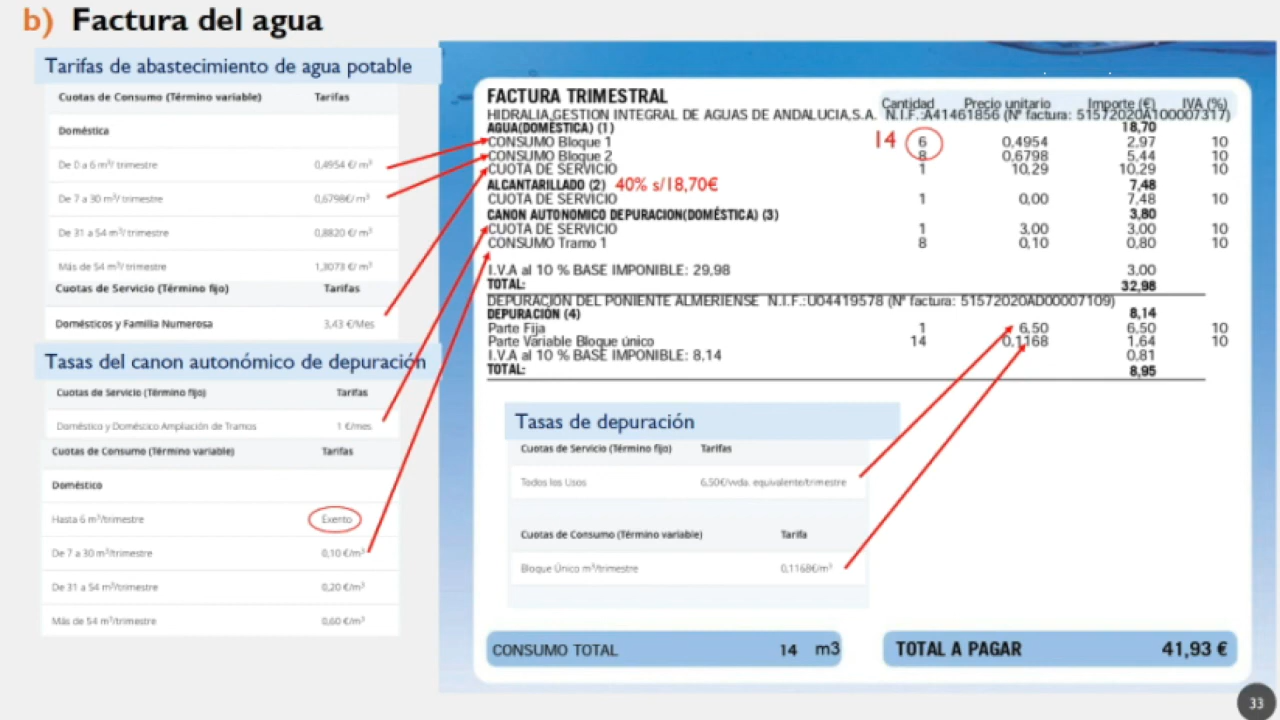 b) Factura del agua
Tarifas de abastecimiento de agua potable
Cuotas de Consumo (Término variable) Tarifas
Doméstica
De 0 a 6 m³/ trimestre 0,4954 €/ m³
De 7 a 30 m³/ trimestre 0,6798€/ m³
De 31 a 54 m³/ trimestre 0,8820 €/ m³
Más de 54 m³/ trimestre 1,3073 €/ m³
Cuotas de Servicio (Término fijo) Tarifas
Domésticos y Familia Numerosa 3,43 €/Mes
Tasas del canon autonómico de depuración
Cuotas de Servicio (Término fijo) Tarifas
Doméstico y Doméstico Ampliación de Tramos 1 €/mes
Cuotas de Consumo (Término variable) Tarifas
Doméstico
Hasta 6 m³/trimestre Exento
De 7 a 30 m³/trimestre 0,10 €/m³
De 31 a 54 m³/trimestre 0,20 €/m³
Más de 54 m³/trimestre 0,60 €/m³
FACTURA TRIMESTRAL
Cantidad Precio unitario Importe (€) IVA (%)
HIDRALIA,GESTION INTEGRAL DE AGUAS DE ANDALUCIA,S.A. N.I.F.:A41461856 (Nº factura: 51572020A100007317)
AGUA(DOMÉSTICA) (1) 18,70
CONSUMO Bloque 1 14 6 0,4954 2,97 10
CONSUMO Bloque 2 8 0,6798 5,44 10
CUOTA DE SERVICIO 1 10,29 10,29 10
ALCANTARILLADO (2) 40% s/18,70€ 7,48
CUOTA DE SERVICIO 1 0,00 7,48 10
CANON AUTONOMICO DEPURACION(DOMÉSTICA) (3) 3,80
CUOTA DE SERVICIO 1 3,00 3,00 10
CONSUMO Tramo 1 8 0,10 0,80 10
I.V.A al 10 % BASE IMPONIBLE: 29,98 3,00
TOTAL: 32,98
DEPURACION DEL PONIENTE ALMERIENSE N.I.F.:U04419578 (Nº factura: 51572020AD00007109)
DEPURACIÓN (4) 8,14
Parte Fija 1 6,50 6,50 10
Parte Variable Bloque único 14 0,1168 1,64 10
I.V.A al 10 % BASE IMPONIBLE: 8,14 0,81
TOTAL: 8,95
Tasas de depuración
Cuotas de Servicio (Término fijo) Tarifas
Todos los Usos 6,50€/vvda. equivalente/trimestre
Cuotas de Consumo (Término variable) Tarifa
Bloque Único m³/trimestre 0,1168€/m³
CONSUMO TOTAL 14 m3
TOTAL A PAGAR 41,93 €
33